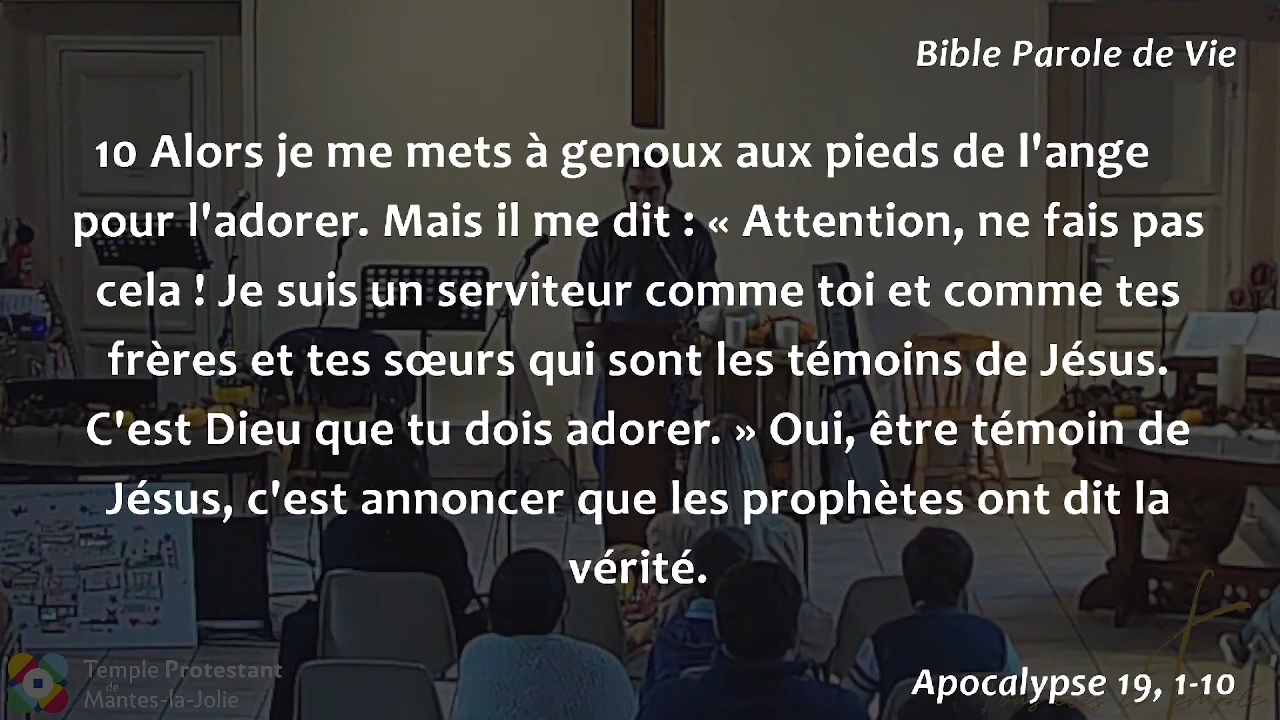 Bible Parole de Vie
10 Alors je me mets à genoux aux pieds de l'ange
pour l'adorer. Mais il me dit : « Attention, ne fais pas
cela ! Je suis un serviteur comme toi et comme tes
frères et tes sœurs qui sont les témoins de Jésus.
C'est Dieu que tu dois adorer. » Oui, être témoin de
Jésus, c'est annoncer que les prophètes ont dit la
vérité.
Temple Protestant
de
Mantes-la-Jolie
Apocalypse 19, 1-10